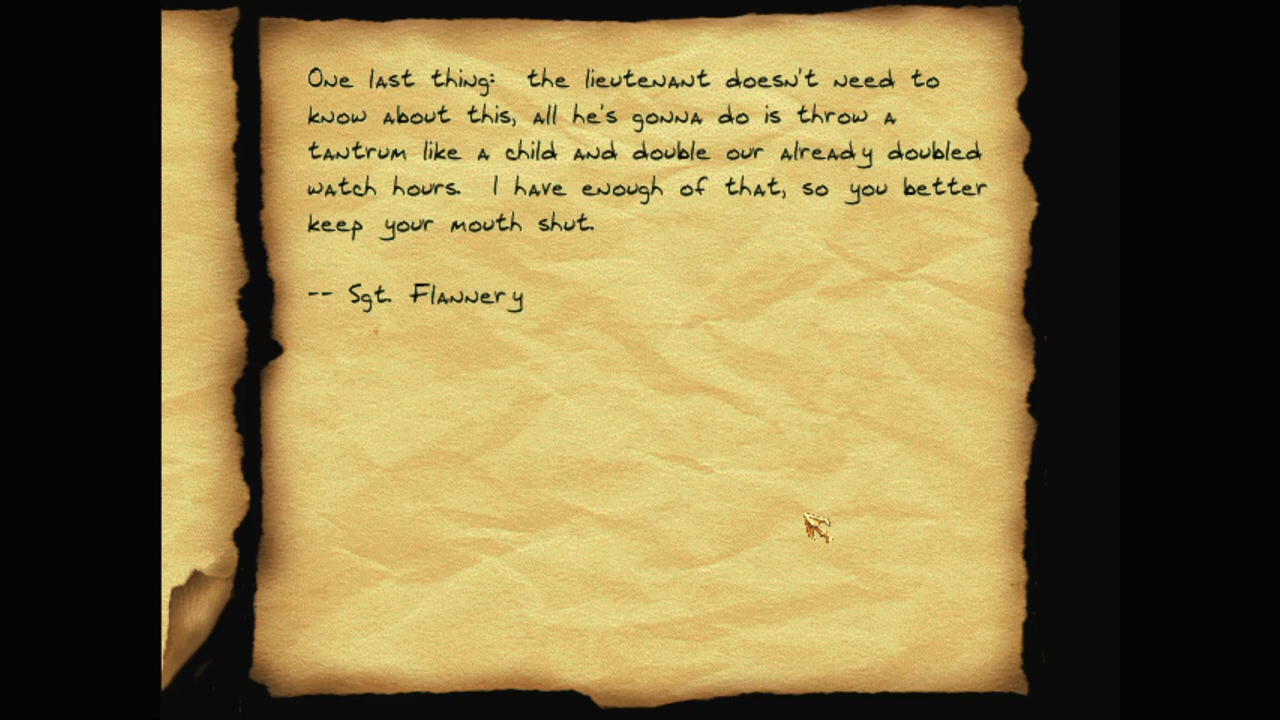 One last thing:  the lieutenant doesn't need to
know about this, all he's gonna do is throw a
tantrum like a child and double our already doubled
watch hours.  I have enough of that, so you better
keep your mouth shut.
-- Sgt. Flannery